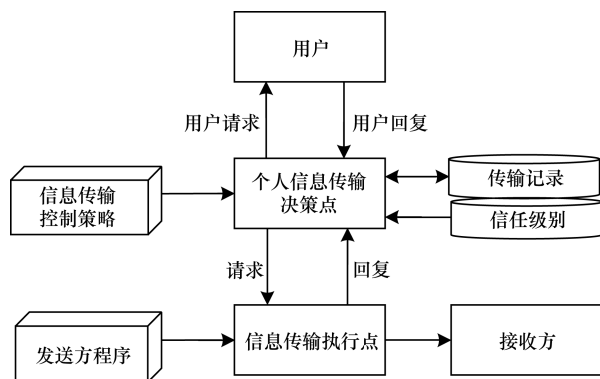 用户
用户请求
用户回复
信息传输
控制策略
个人信息传输
决策点
传输记录
信任级别
请求
回复
发送方程序
信息传输执行点
接收方